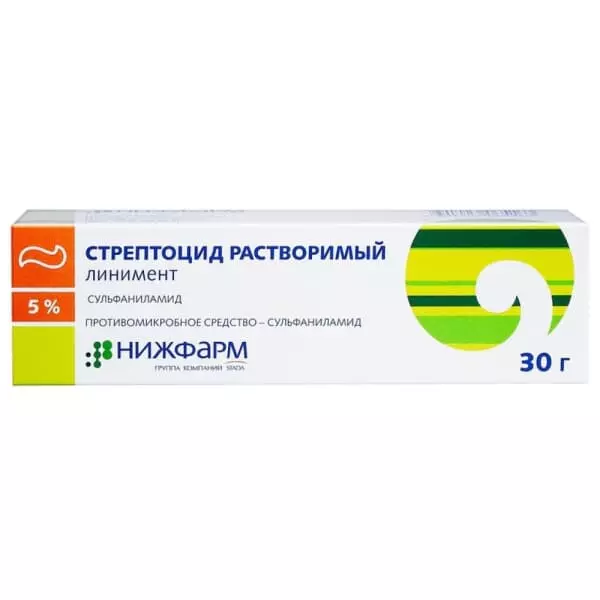 СТРЕПТОЦИД РАСТВОРИМЫЙ
ЛИНИМЕНТ
5 %
СУЛЬФАНИЛАМИД
ПРОТИВОМИКРОБНОЕ СРЕДСТВО – СУЛЬФАНИЛАМИД
НИЖФАРМ
ГРУППА КОМПАНИЙ STADA
30 г